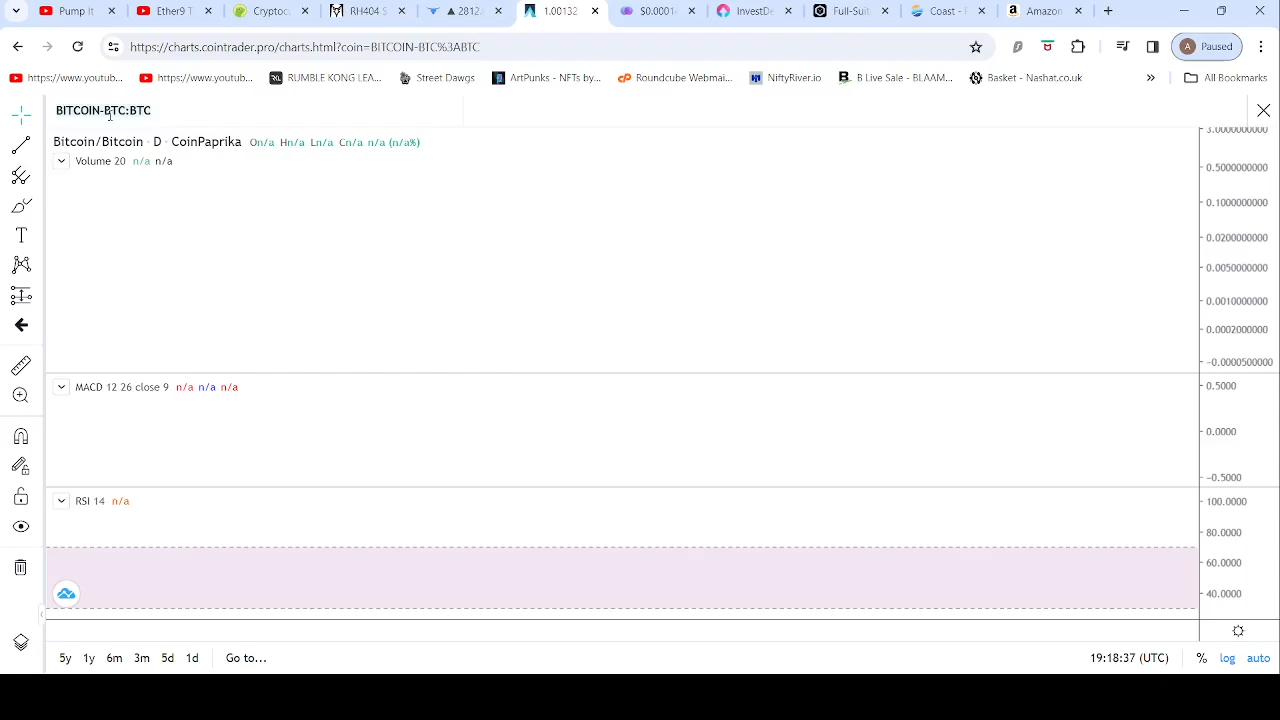 Pump It
Ether9 T
Cryptocu
RH404 S
▲ 2812.
1.00132
$0.0001
InvestDe
Full-Suit
Coast - F
Amazon
https://charts.cointrader.pro/charts.html?coin=BITCOIN-BTC%3ABTC
A Paused
https://www.youtub...
https://www.youtub...
RUMBLE KONG LEA...
Street Dawgs
ArtPunks - NFTs by...
Roundcube Webmai...
NiftyRiver.io
B Live Sale - BLAAM...
Basket - Nashat.co.uk
» All Bookmarks
BITCOIN-BTC:BTC
Bitcoin/Bitcoin · D · CoinPaprika On/a Hn/a Ln/a Cn/a n/a (n/a%)
Volume 20 n/a n/a
3.0000000000
0.5000000000
0.1000000000
0.0200000000
0.0050000000
0.0010000000
0.0002000000
−0.0000500000
MACD 12 26 close 9 n/a n/a n/a
0.5000
0.0000
−0.5000
RSI 14 n/a
100.0000
80.0000
60.0000
40.0000
5y 1y 6m 3m 5d 1d Go to... 19:18:37 (UTC) % log auto